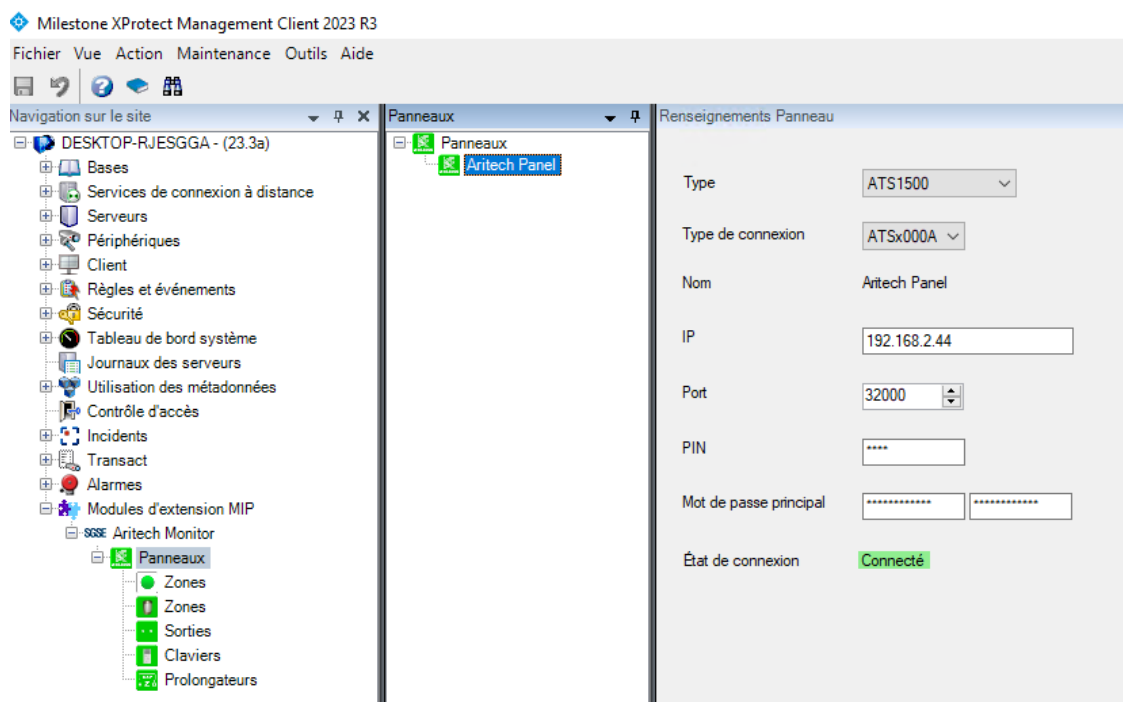 Milestone XProtect Management Client 2023 R3
Fichier Vue Action Maintenance Outils Aide
Navigation sur le site
DESKTOP-RJESGGA - (23.3a)
Bases
Services de connexion à distance
Serveurs
Périphériques
Client
Règles et événements
Sécurité
Tableau de bord système
Journaux des serveurs
Utilisation des métadonnées
Contrôle d'accès
Incidents
Transact
Alarmes
Modules d'extension MIP
SGSE Aritech Monitor
Panneaux
Zones
Zones
Sorties
Claviers
Prolongateurs
Panneaux
Panneaux
Aritech Panel
Renseignements Panneau
Type ATS1500
Type de connexion ATSx000A
Nom Aritech Panel
IP 192.168.2.44
Port 32000
PIN ****
Mot de passe principal ************ ************
État de connexion Connecté